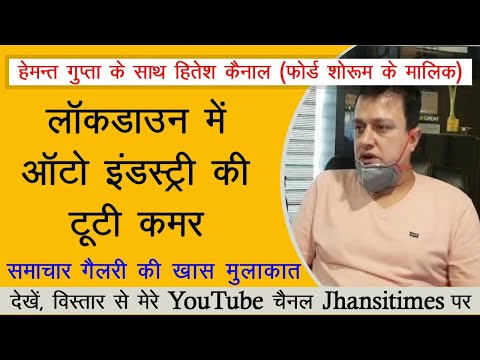 हेमन्त गुप्ता के साथ हितेश कैनाल (फोर्ड शोरूम के मालिक)
लॉकडाउन में
ऑटो इंडस्ट्री की
टूटी कमर
समाचार गैलरी की खास मुलाकात
देखें, विस्तार से मेरे YouTube चैनल Jhansitimes पर